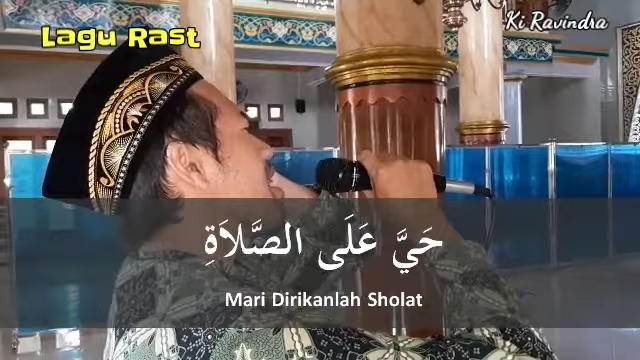 Lagu Rast
Ki Ravindra
حَيَّ عَلَى الصَّلاَةِ
Mari Dirikanlah Sholat